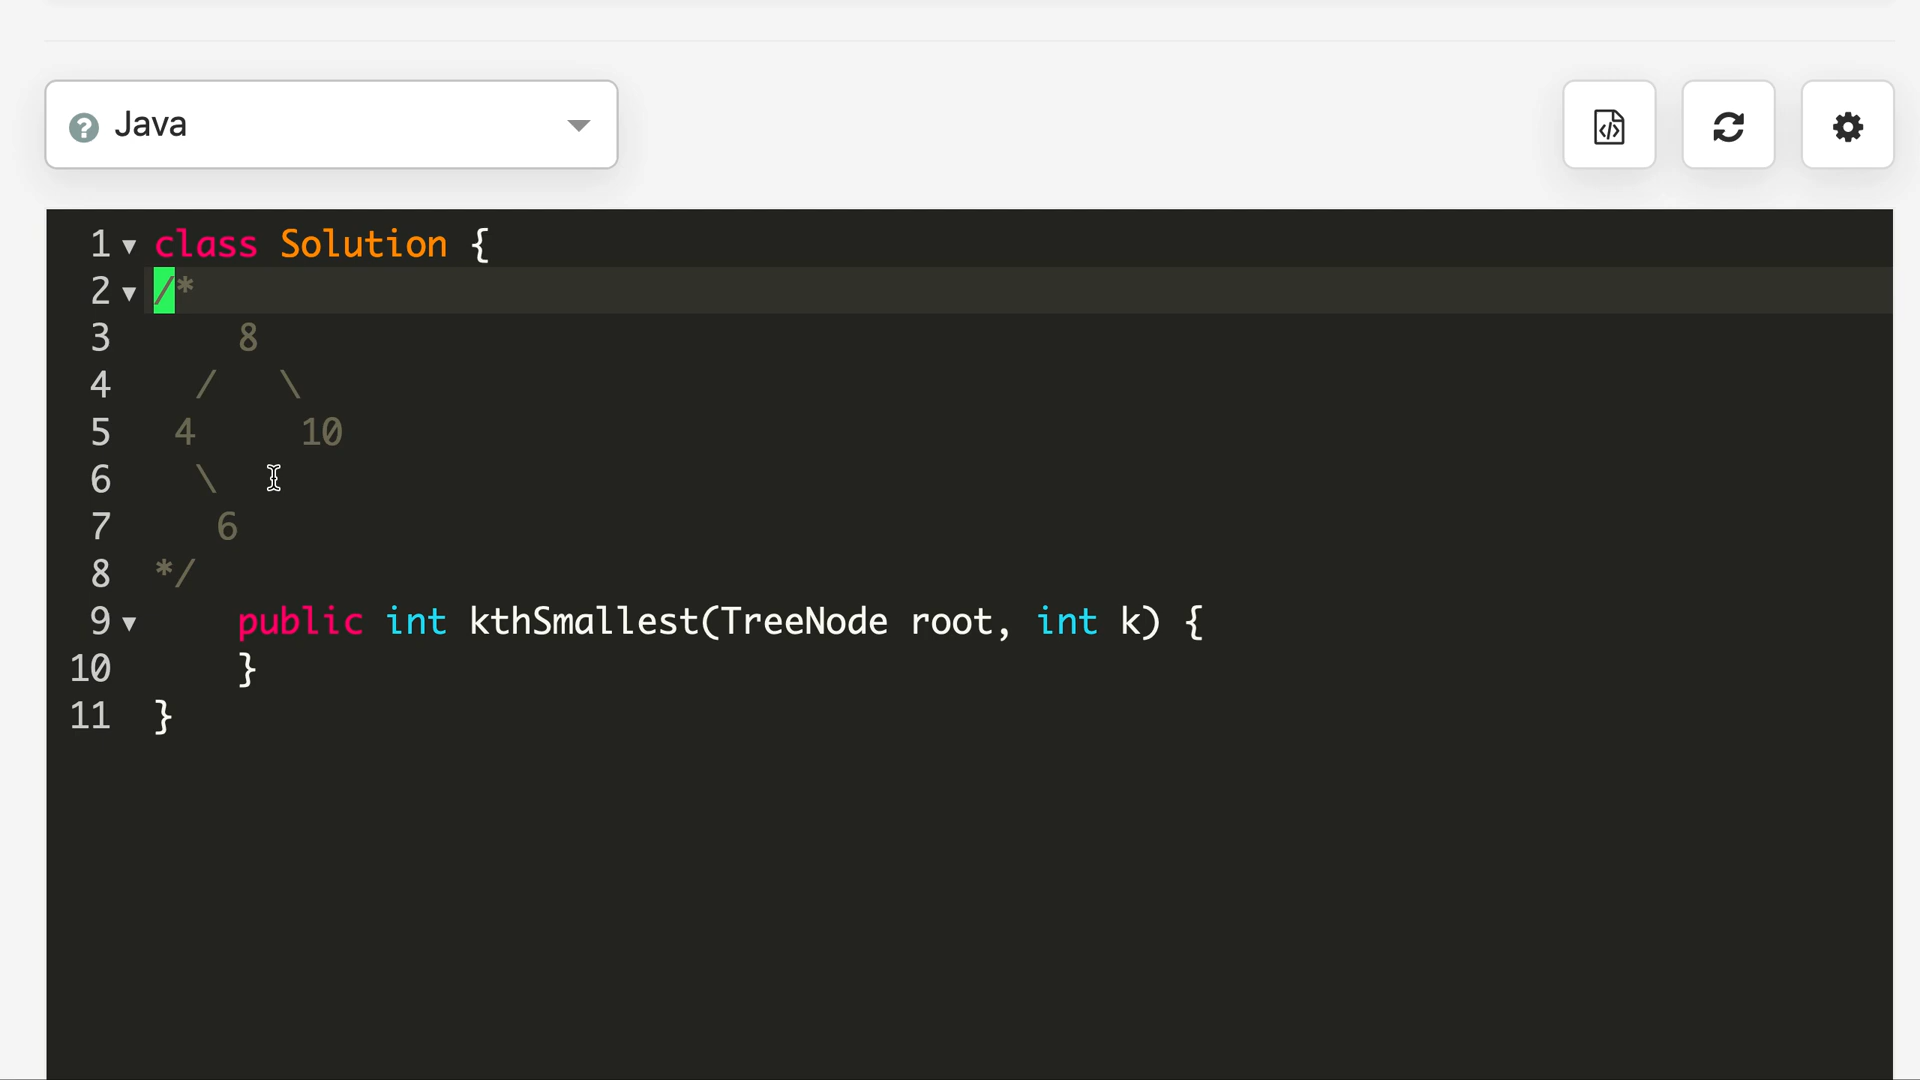 Java
1 class Solution {
2 /*
3     8
4   /   \
5  4     10
6   \
7    6
8 */
9     public int kthSmallest(TreeNode root, int k) {
10     }
11 }